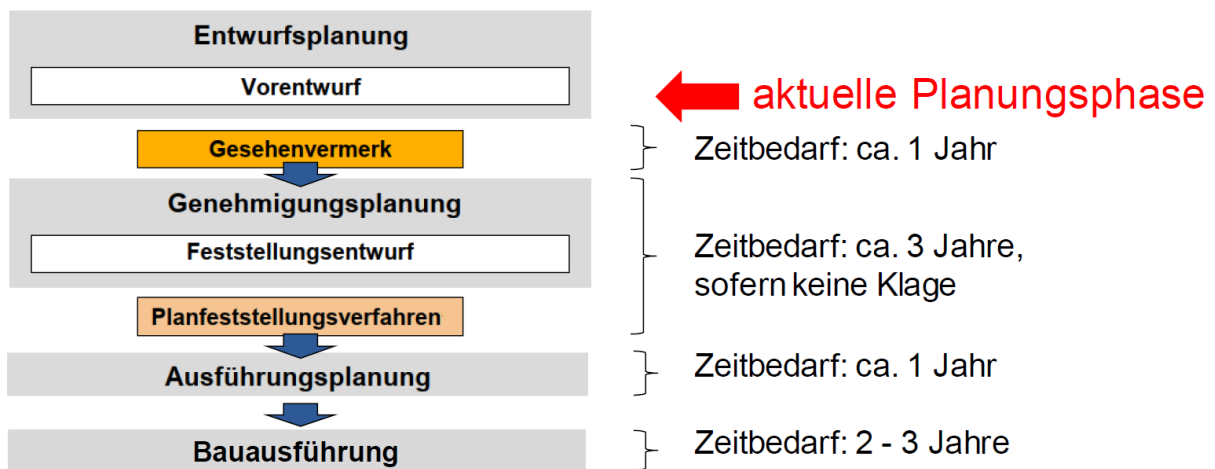 Entwurfsplanung
Vorentwurf
aktuelle Planungsphase
Gesehenvermerk
Zeitbedarf: ca. 1 Jahr
Genehmigungsplanung
Feststellungsentwurf
Zeitbedarf: ca. 3 Jahre,
sofern keine Klage
Planfeststellungsverfahren
Ausführungsplanung
Zeitbedarf: ca. 1 Jahr
Bauausführung
Zeitbedarf: 2 - 3 Jahre